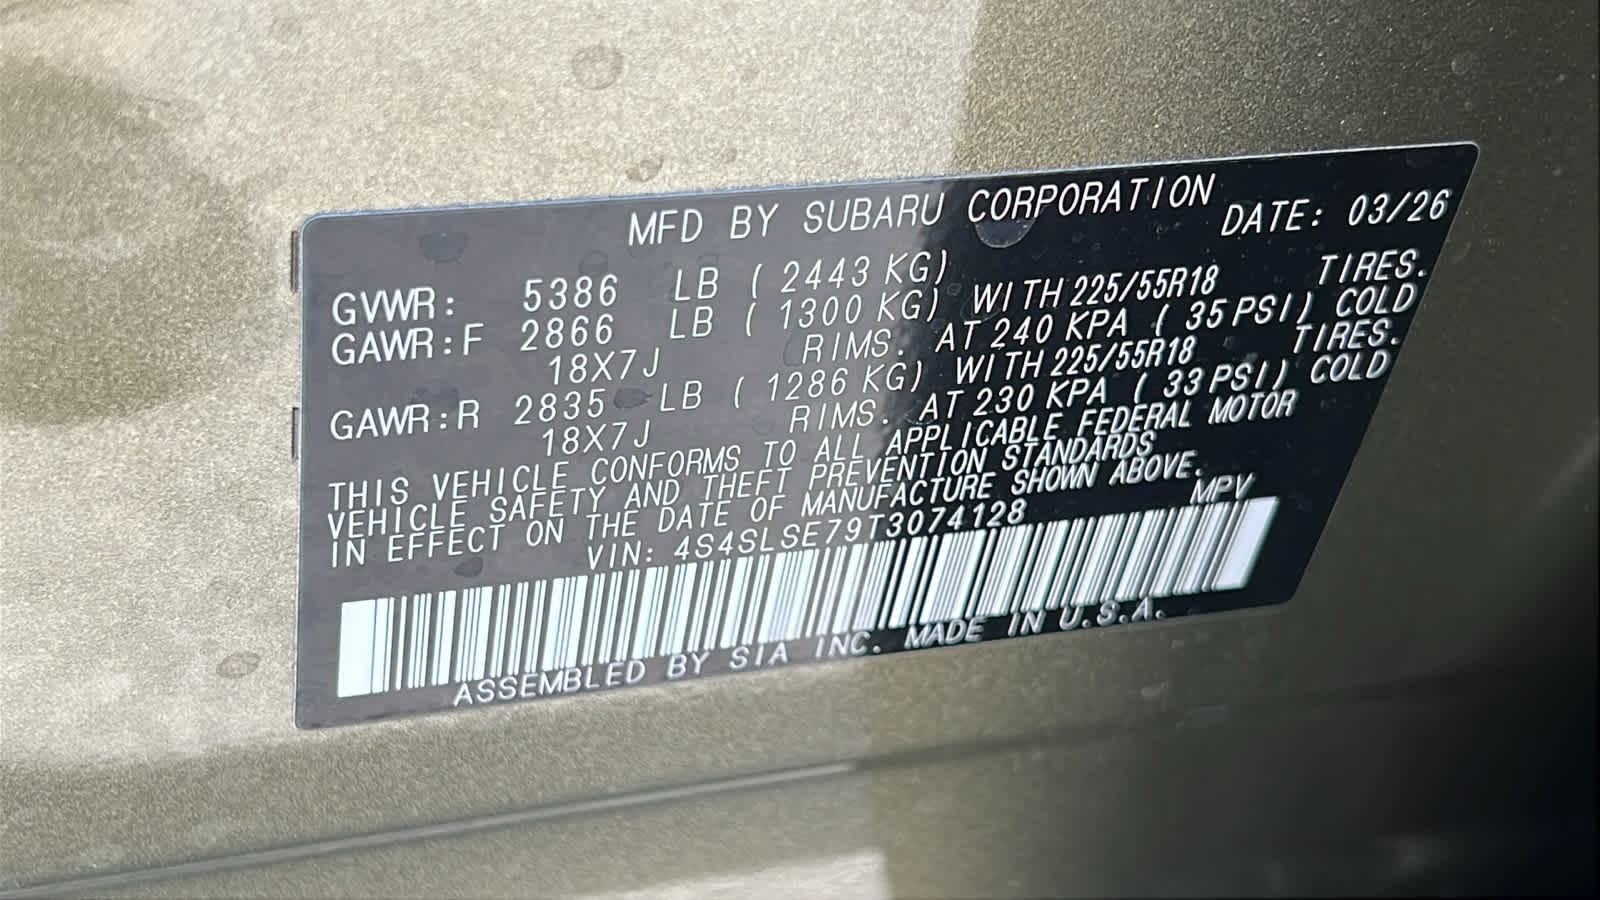 MFD BY SUBARU CORPORATION DATE: 03/26
GVWR: 5386 LB ( 2443 KG)
GAWR:F 2866 LB ( 1300 KG) WITH 225/55R18 TIRES.
18X7J RIMS. AT 240 KPA ( 35 PSI) COLD
GAWR:R 2835 LB ( 1286 KG) WITH 225/55R18 TIRES.
18X7J RIMS. AT 230 KPA ( 33 PSI) COLD
THIS VEHICLE CONFORMS TO ALL APPLICABLE FEDERAL MOTOR
VEHICLE SAFETY AND THEFT PREVENTION STANDARDS
IN EFFECT ON THE DATE OF MANUFACTURE SHOWN ABOVE.
VIN: 4S4SLSE79T3074128 MPV
ASSEMBLED BY SIA INC. MADE IN U.S.A.